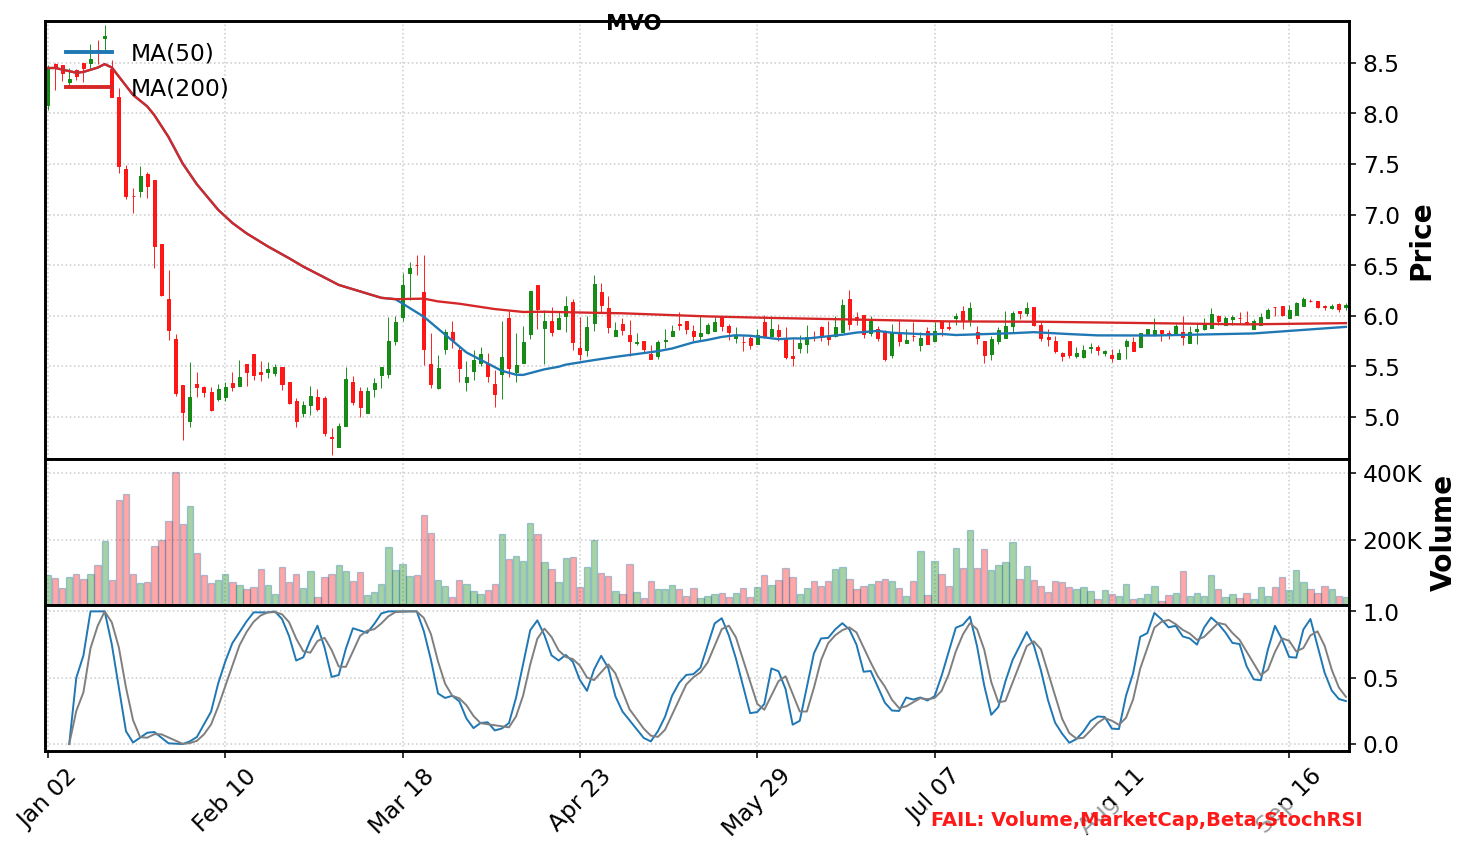 MVO
MA(50)
MA(200)
8.5
8.0
7.5
7.0
6.5
6.0
5.5
5.0
Price
400K
200K
Volume
1.0
0.5
0.0
Jan 02
Feb 10
Mar 18
Apr 23
May 29
Jul 07
Aug 11
Sep 16
FAIL: Volume,MarketCap,Beta,StochRSI